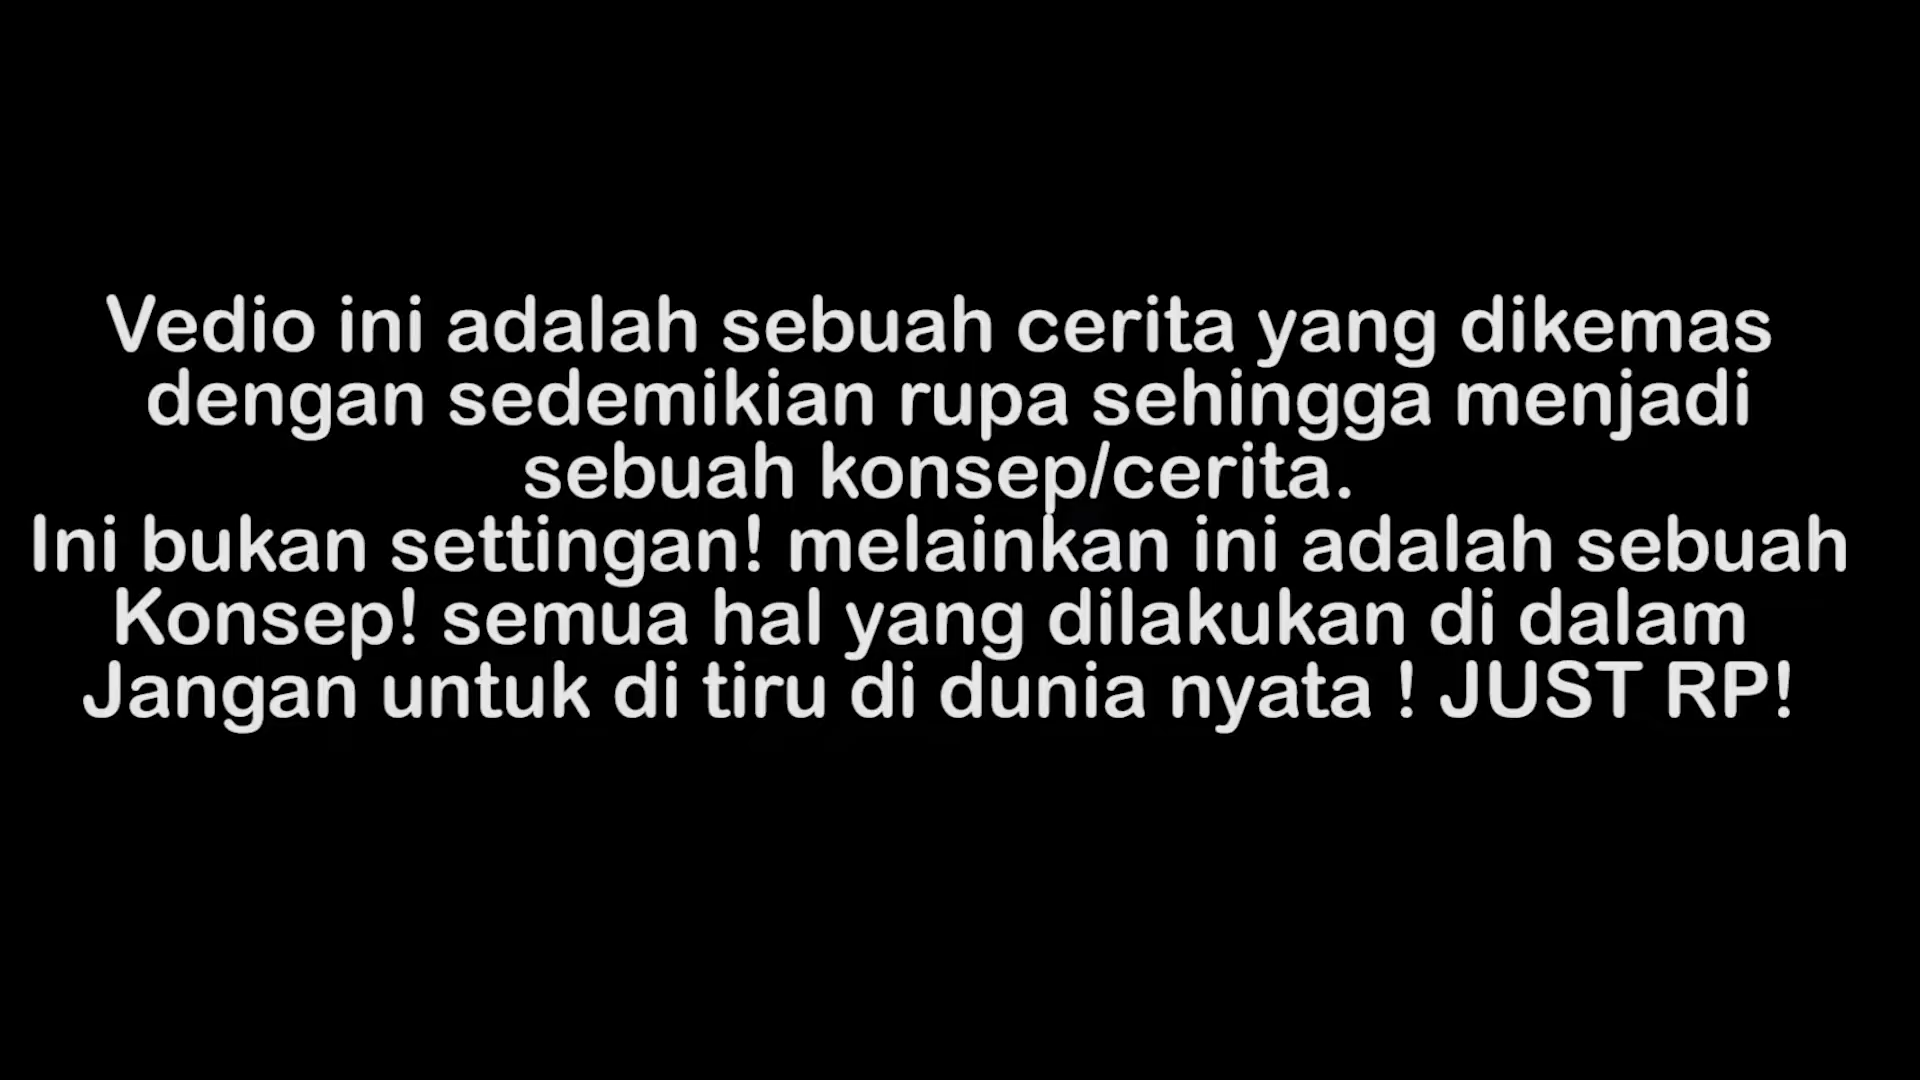 Vedio ini adalah sebuah cerita yang dikemas
dengan sedemikian rupa sehingga menjadi
sebuah konsep/cerita.
Ini bukan settingan! melainkan ini adalah sebuah
Konsep! semua hal yang dilakukan di dalam
Jangan untuk di tiru di dunia nyata ! JUST RP!